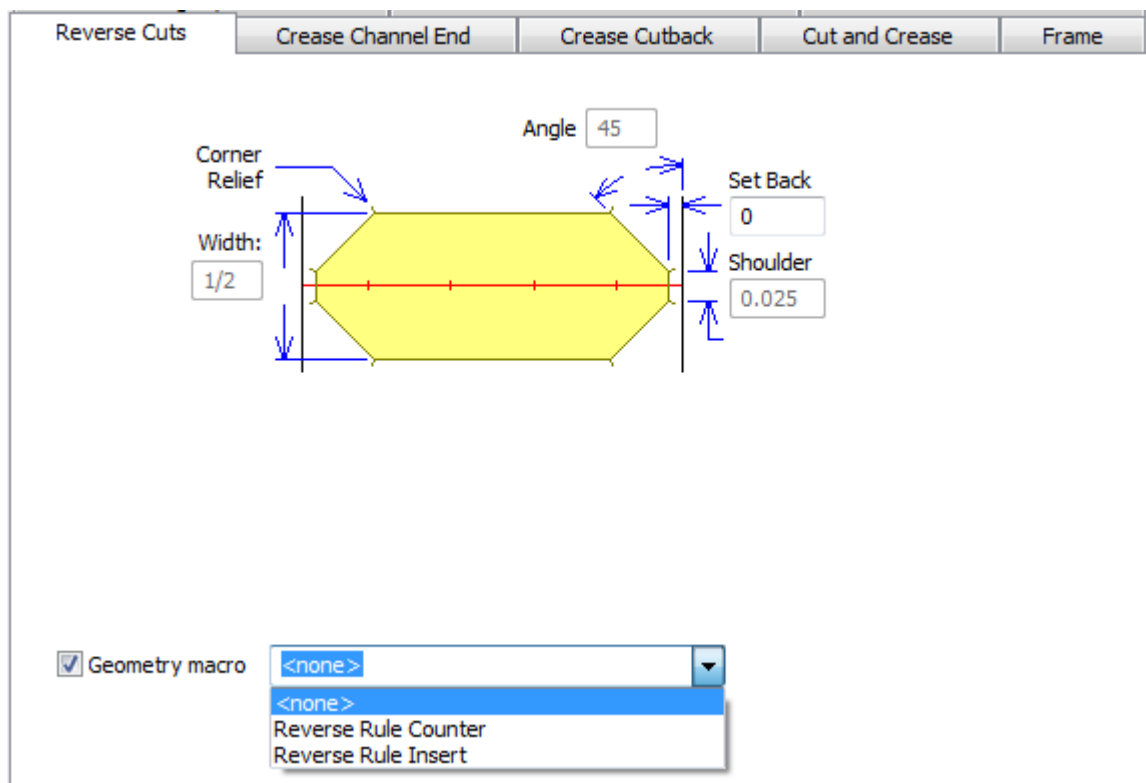 Reverse Cuts
Crease Channel End
Crease Cutback
Cut and Crease
Frame
Angle 45
Corner
Relief
Set Back
0
Width:
1/2
Shoulder
0.025
Geometry macro <none>
<none>
Reverse Rule Counter
Reverse Rule Insert